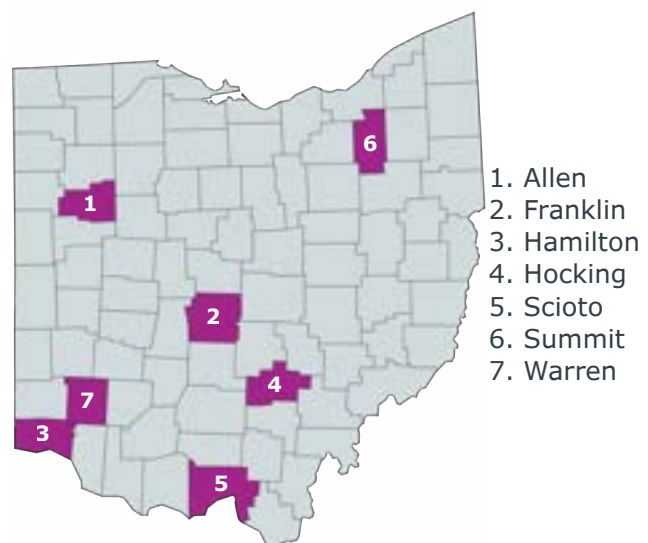 6
1
2
7
4
3
5
1. Allen
2. Franklin
3. Hamilton
4. Hocking
5. Scioto
6. Summit
7. Warren